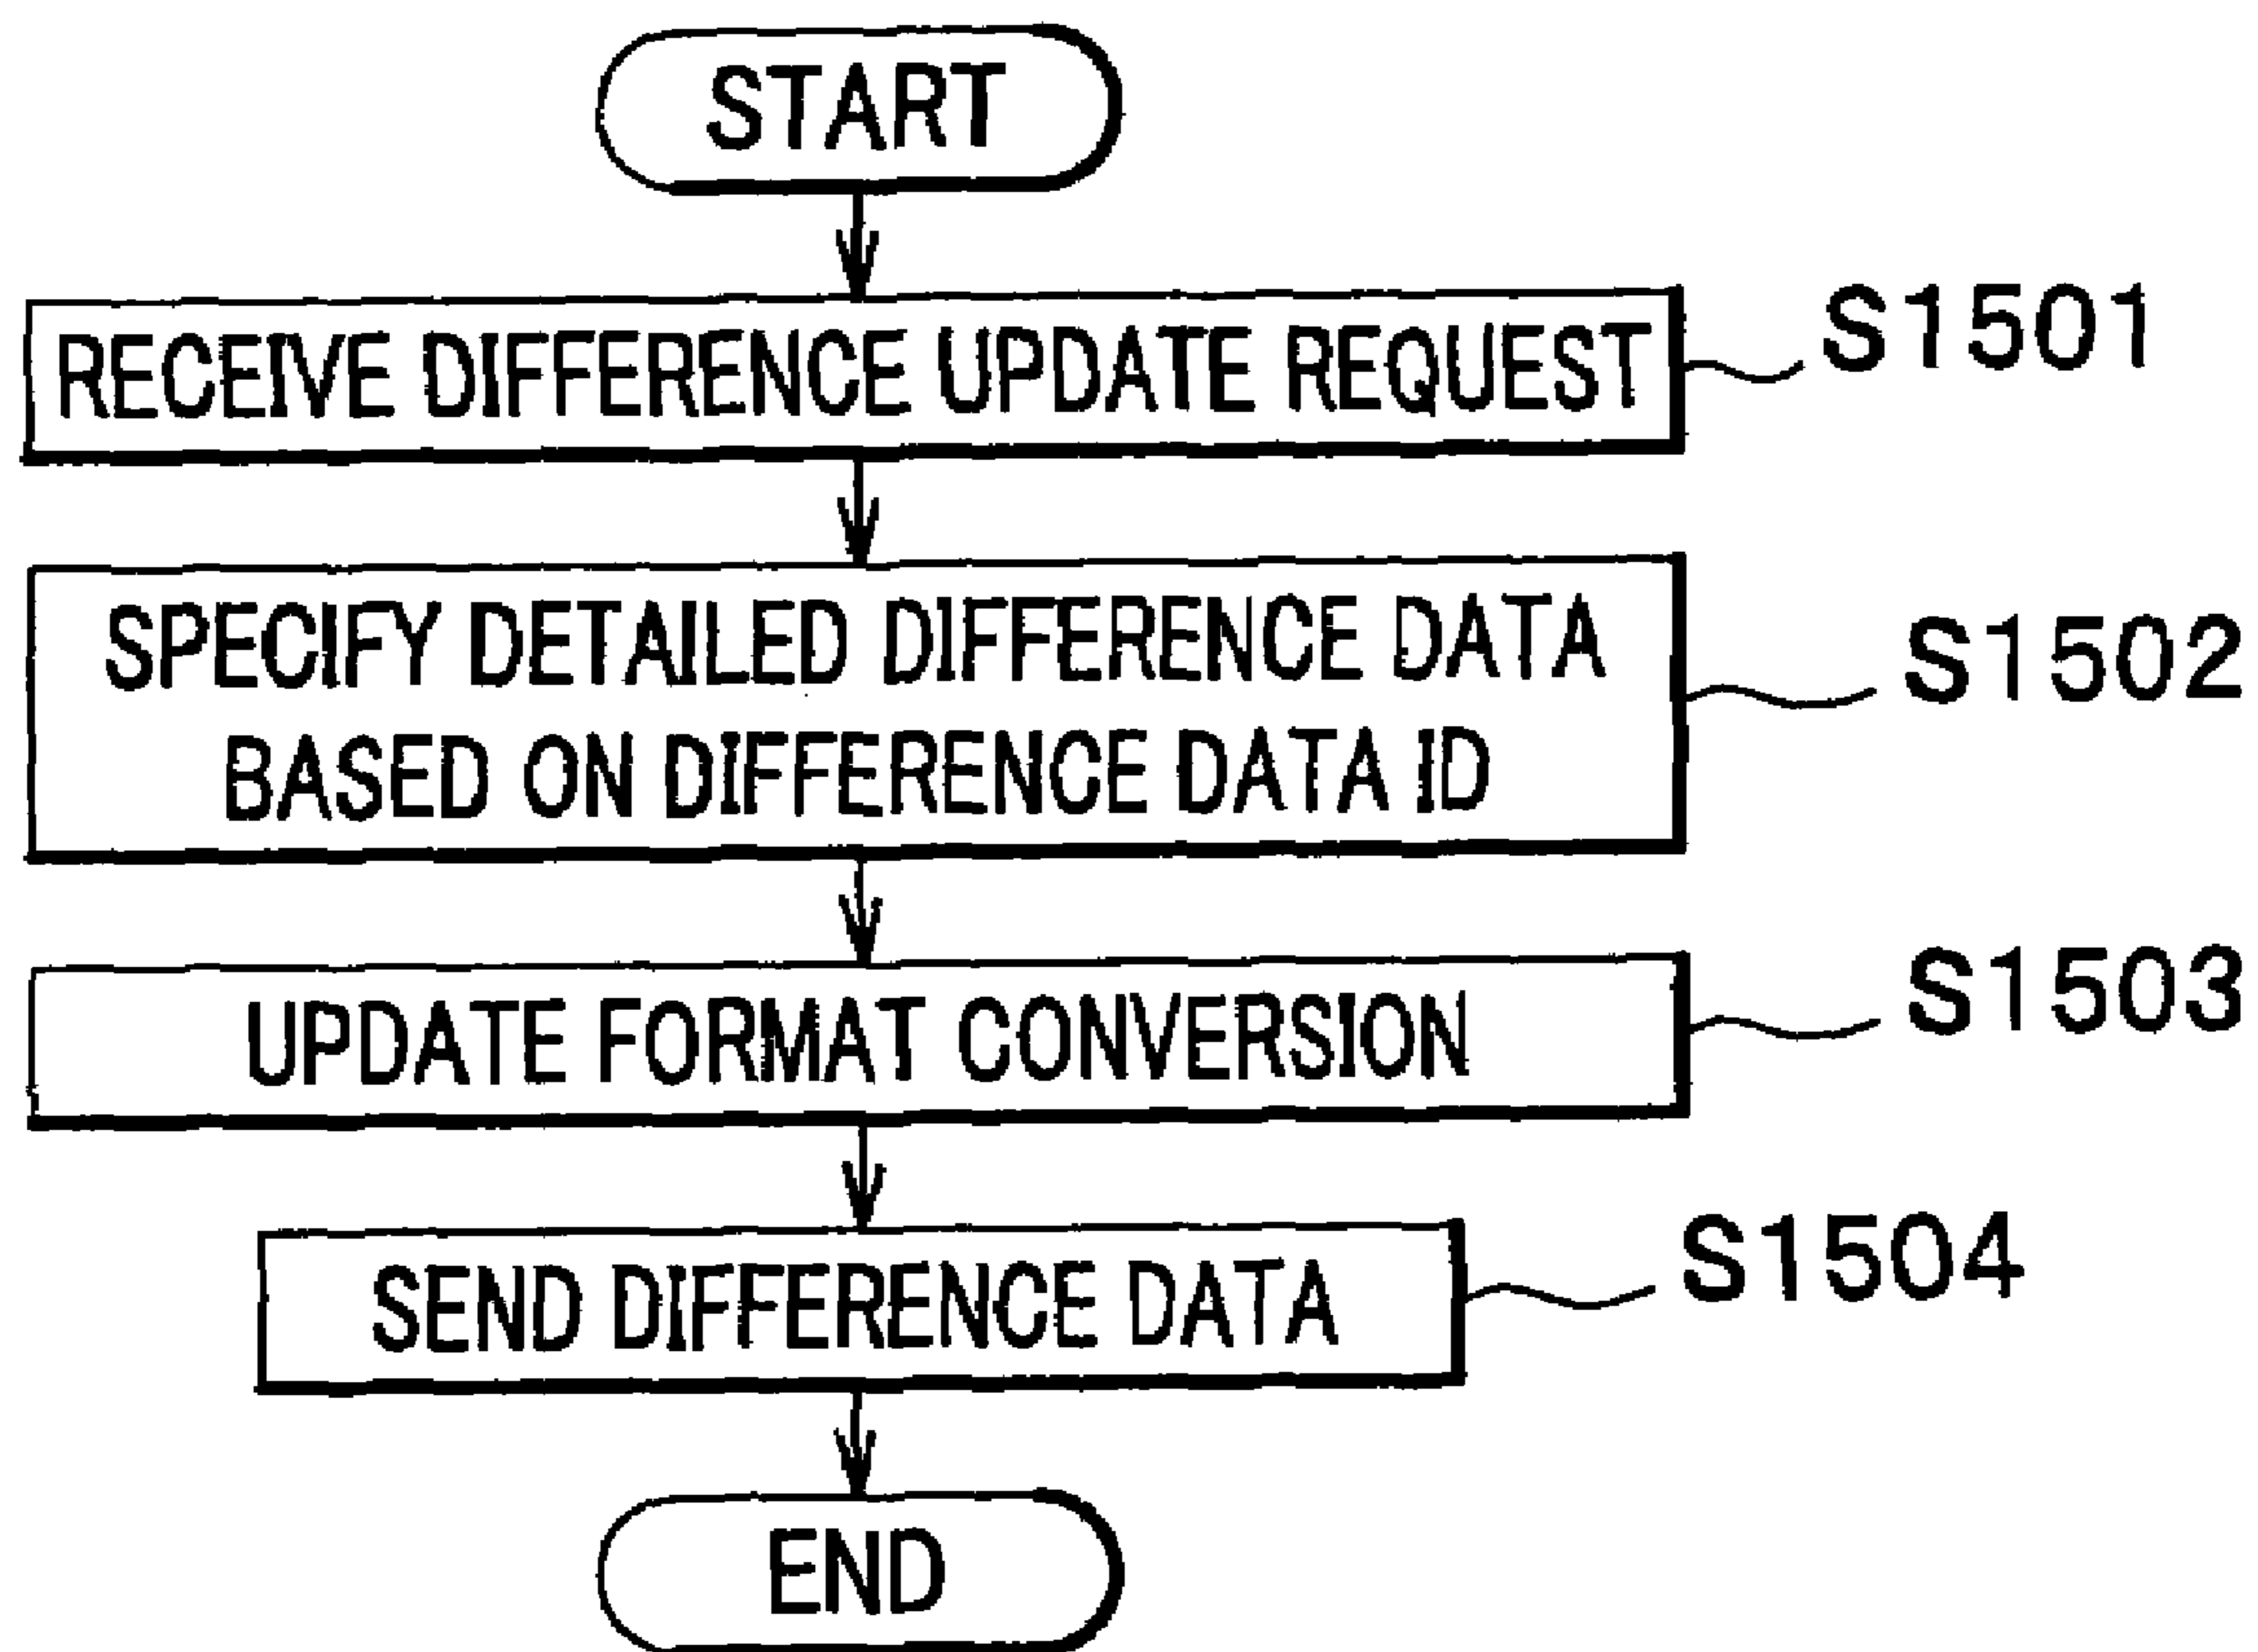 START
RECEIVE DIFFERENCE UPDATE REQUEST
S1501
SPECIFY DETAILED DIFFERENCE DATA
BASED ON DIFFERENCE DATA ID
S1502
UPDATE FORMAT CONVERSION
S1503
SEND DIFFERENCE DATA
S1504
END